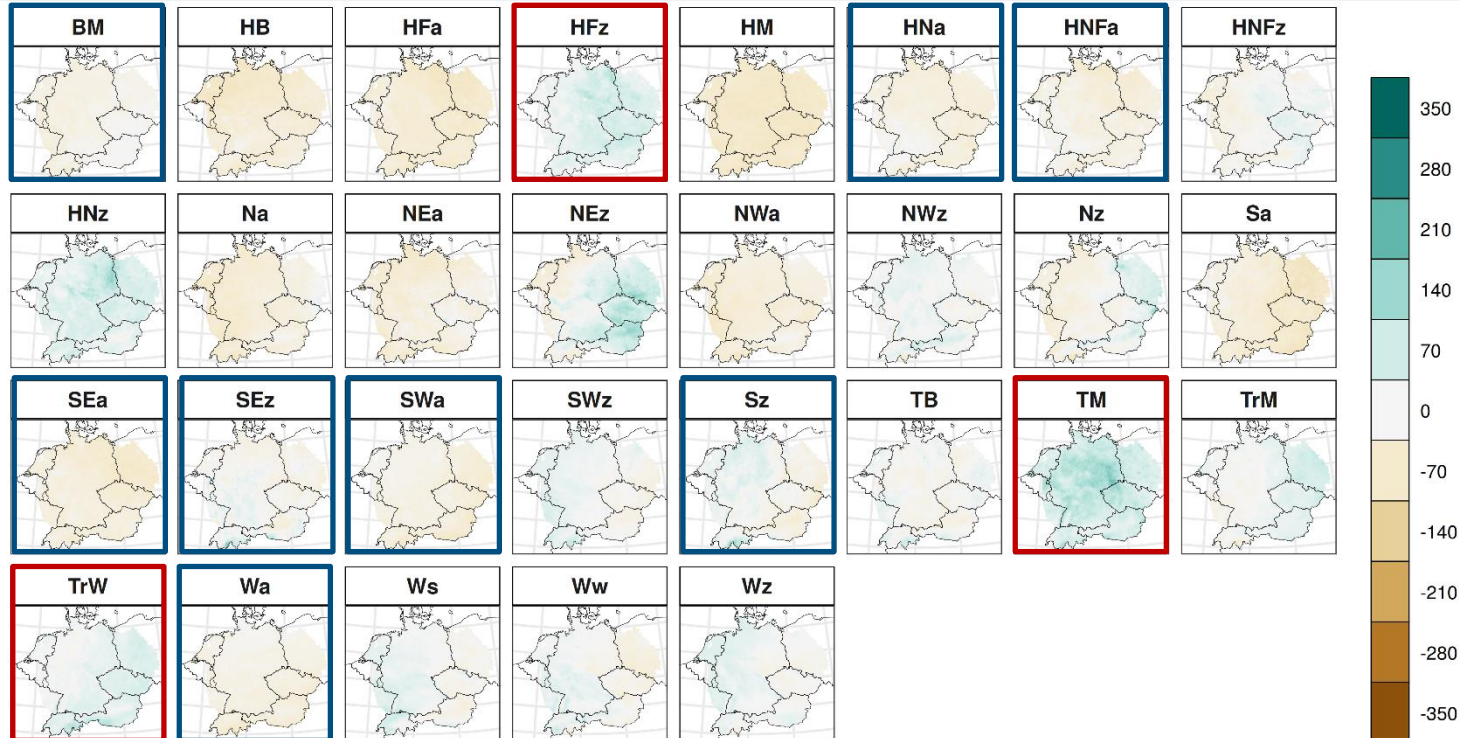 BM HB HFa HFz HM HNa HNFa HNFz
HNz Na NEa NEz NWa NWz Nz Sa
SEa SEz SWa SWz Sz TB TM TrM
TrW Wa Ws Ww Wz
350
280
210
140
70
0
-70
-140
-210
-280
-350